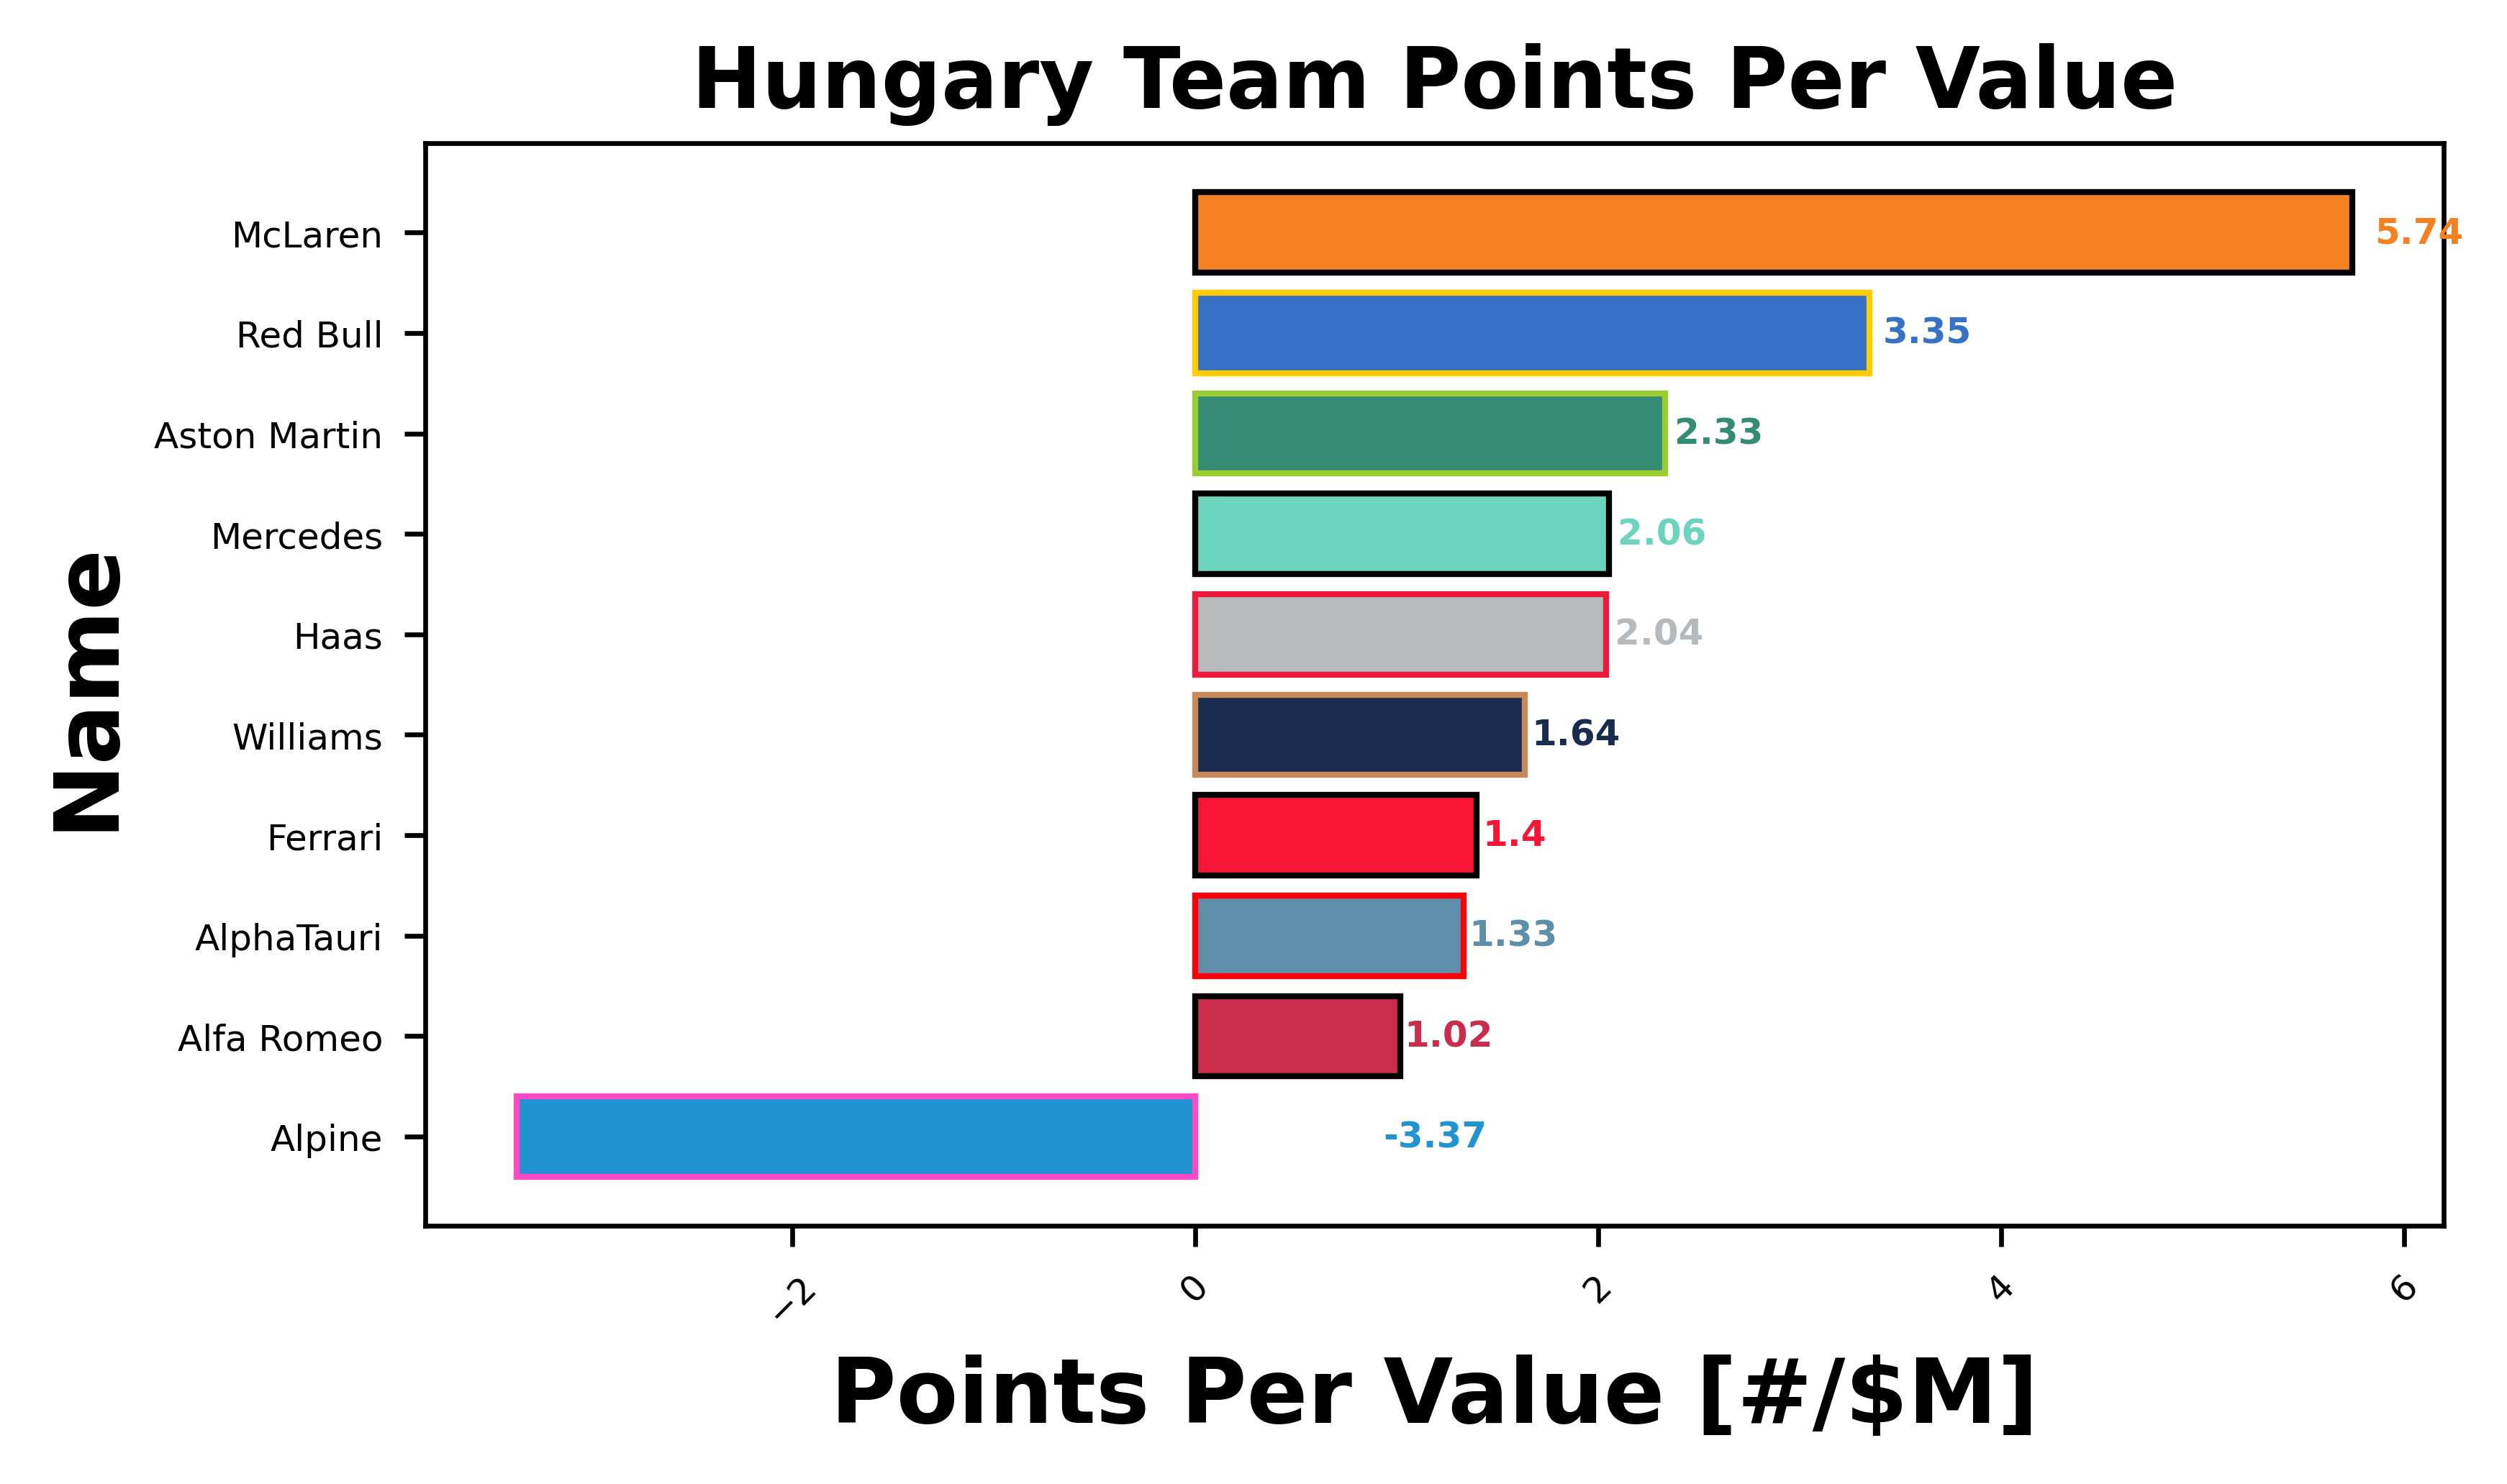 Hungary Team Points Per Value
McLaren 5.74
Red Bull 3.35
Aston Martin 2.33
Mercedes 2.06
Haas 2.04
Williams 1.64
Ferrari 1.4
AlphaTauri 1.33
Alfa Romeo 1.02
Alpine -3.37
Name
−2 0 2 4 6
Points Per Value [#/$M]